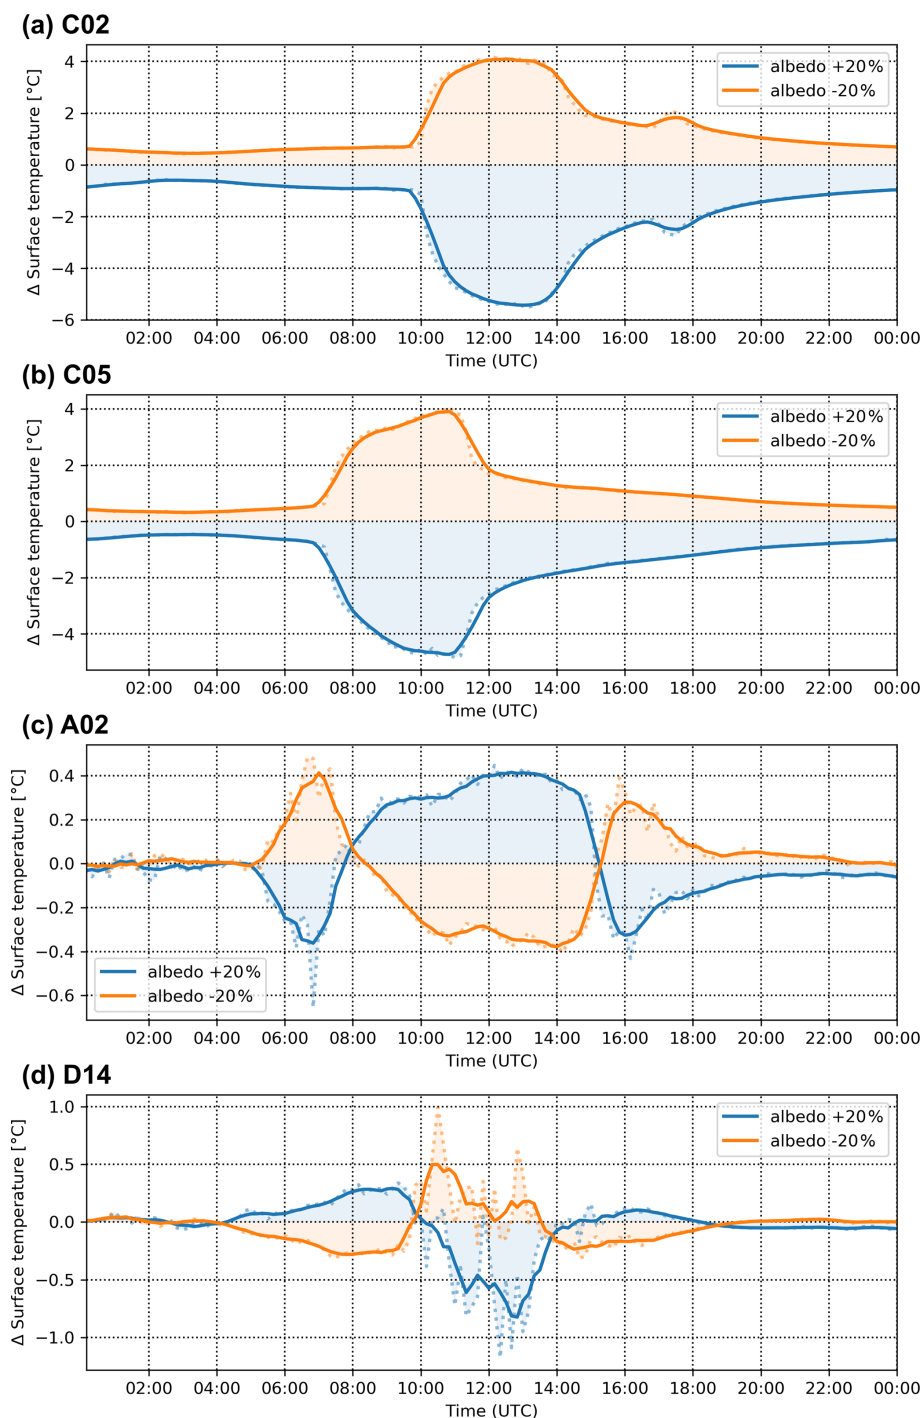 (a) C02
4
2
0
−2
−4
−6
Δ Surface temperature [°C]
albedo +20%
albedo -20%
02:00 04:00 06:00 08:00 10:00 12:00 14:00 16:00 18:00 20:00 22:00 00:00
Time (UTC)
(b) C05
4
2
0
−2
−4
Δ Surface temperature [°C]
albedo +20%
albedo -20%
02:00 04:00 06:00 08:00 10:00 12:00 14:00 16:00 18:00 20:00 22:00 00:00
Time (UTC)
(c) A02
0.4
0.2
0.0
−0.2
−0.4
−0.6
Δ Surface temperature [°C]
albedo +20%
albedo -20%
02:00 04:00 06:00 08:00 10:00 12:00 14:00 16:00 18:00 20:00 22:00 00:00
Time (UTC)
(d) D14
1.0
0.5
0.0
−0.5
−1.0
Δ Surface temperature [°C]
albedo +20%
albedo -20%
02:00 04:00 06:00 08:00 10:00 12:00 14:00 16:00 18:00 20:00 22:00 00:00
Time (UTC)